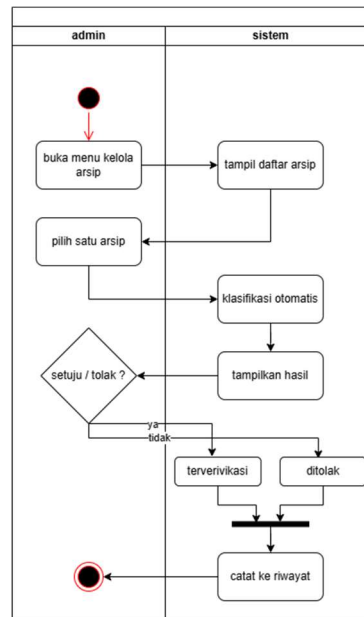 admin
sistem
buka menu kelola
arsip
tampil daftar arsip
pilih satu arsip
klasifikasi otomatis
setuju / tolak ?
tampilkan hasil
ya
tidak
terverivikasi
ditolak
catat ke riwayat